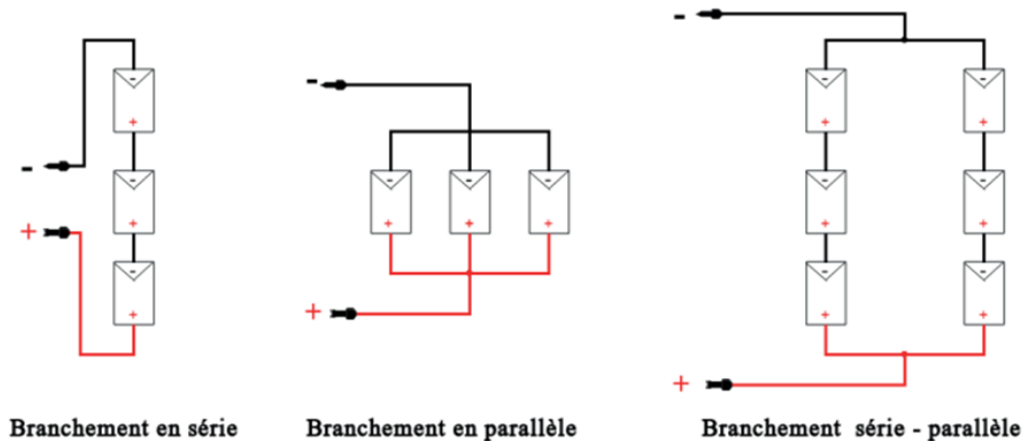 Branchement en série
Branchement en parallèle
Branchement série - parallèle